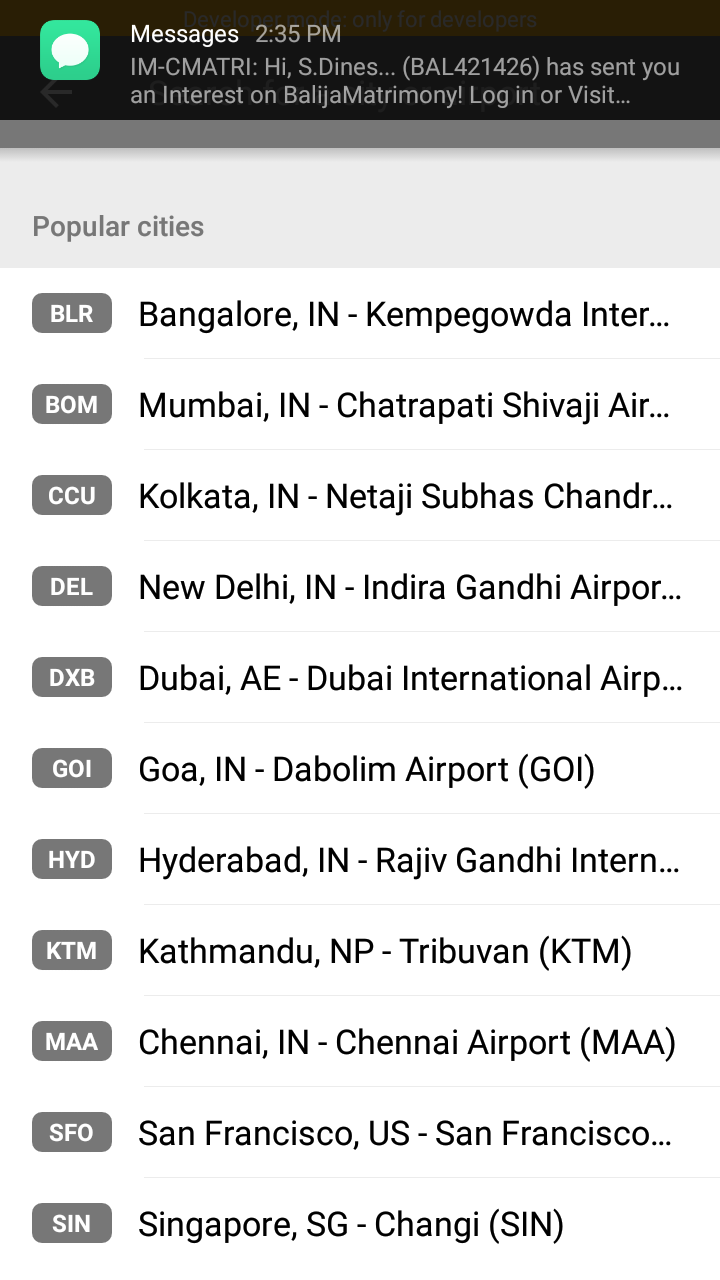 Developer mode: only for developers
Messages 2:35 PM
IM-CMATRI: Hi, S.Dines... (BAL421426) has sent you
an Interest on BalijaMatrimony! Log in or Visit...
Popular cities
BLR Bangalore, IN - Kempegowda Inter...
BOM Mumbai, IN - Chatrapati Shivaji Air...
CCU Kolkata, IN - Netaji Subhas Chandr...
DEL New Delhi, IN - Indira Gandhi Airpor...
DXB Dubai, AE - Dubai International Airp...
GOI Goa, IN - Dabolim Airport (GOI)
HYD Hyderabad, IN - Rajiv Gandhi Intern...
KTM Kathmandu, NP - Tribuvan (KTM)
MAA Chennai, IN - Chennai Airport (MAA)
SFO San Francisco, US - San Francisco...
SIN Singapore, SG - Changi (SIN)